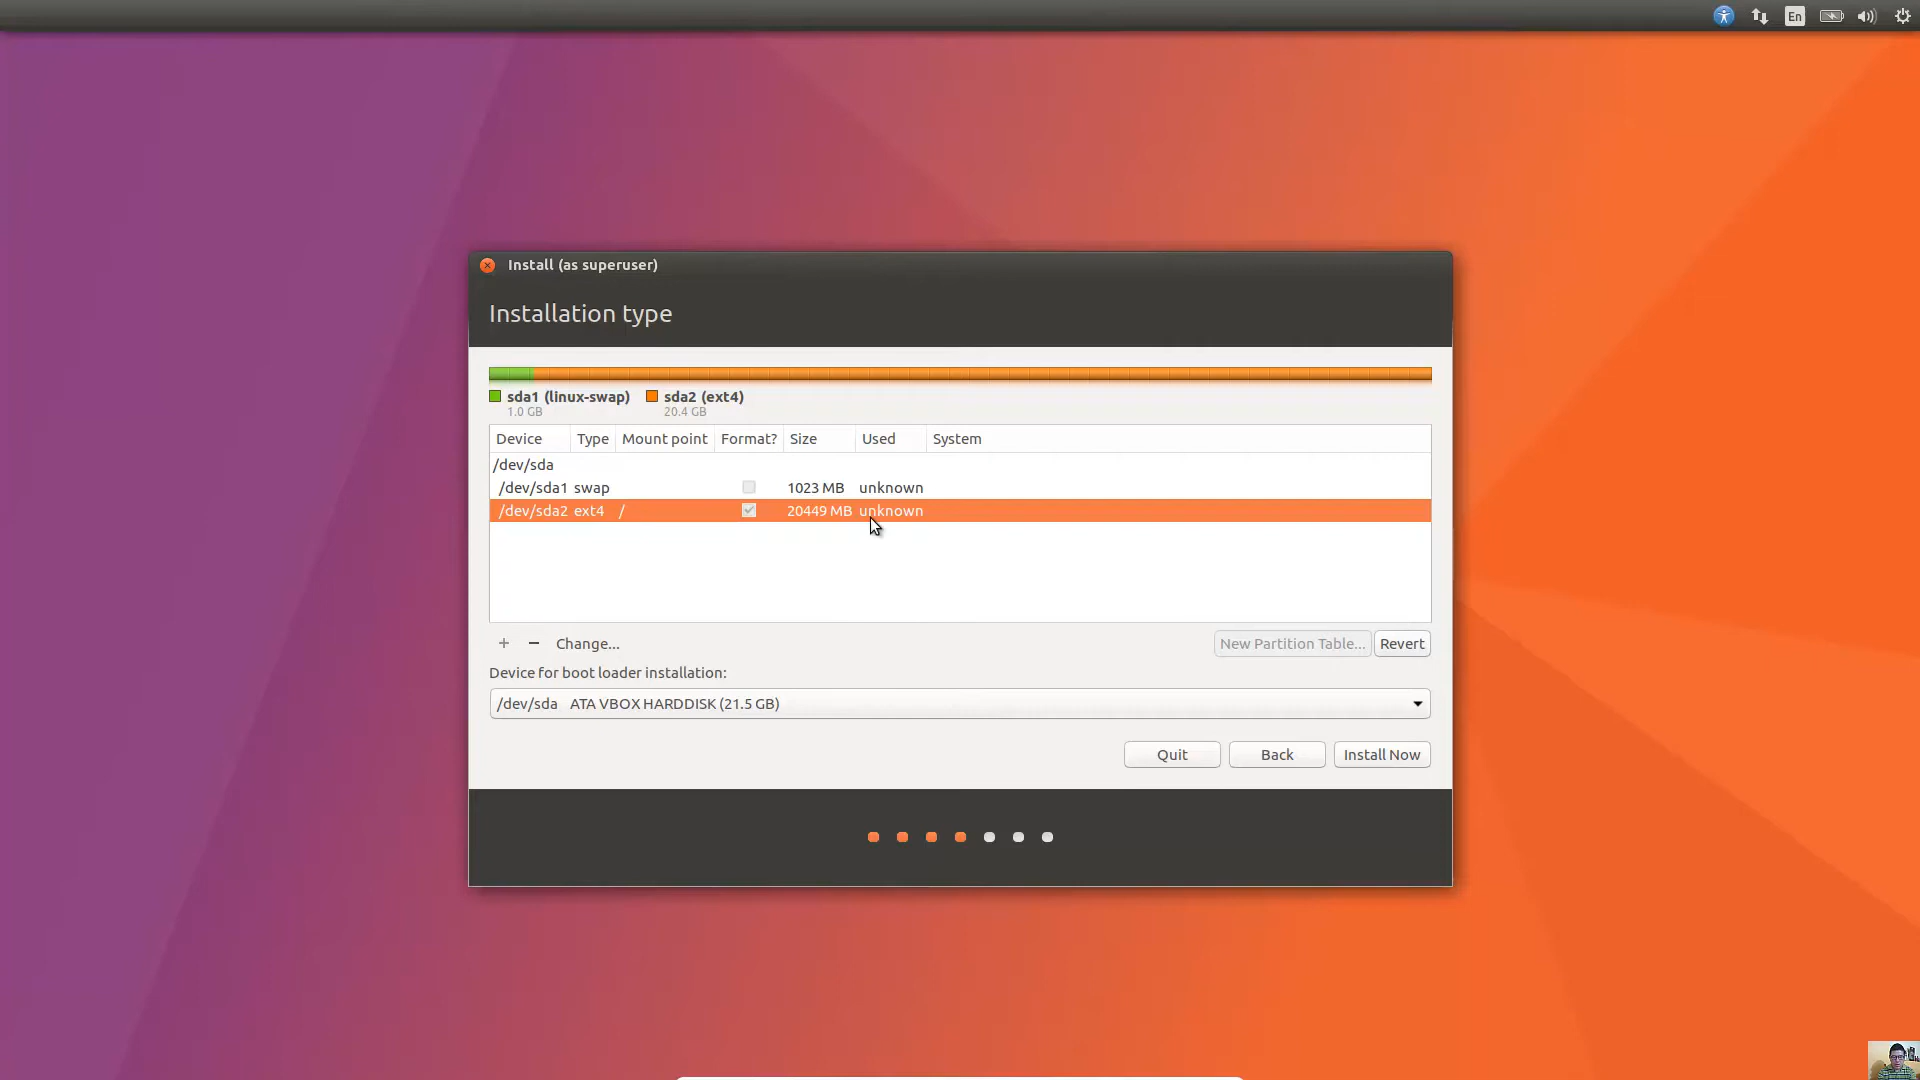 En
Install (as superuser)
Installation type
sda1 (linux-swap) sda2 (ext4)
1.0 GB 20.4 GB
Device Type Mount point Format? Size Used System
/dev/sda
/dev/sda1 swap 1023 MB unknown
/dev/sda2 ext4 / 20449 MB unknown
+ − Change... New Partition Table... Revert
Device for boot loader installation:
/dev/sda ATA VBOX HARDDISK (21.5 GB)
Quit Back Install Now